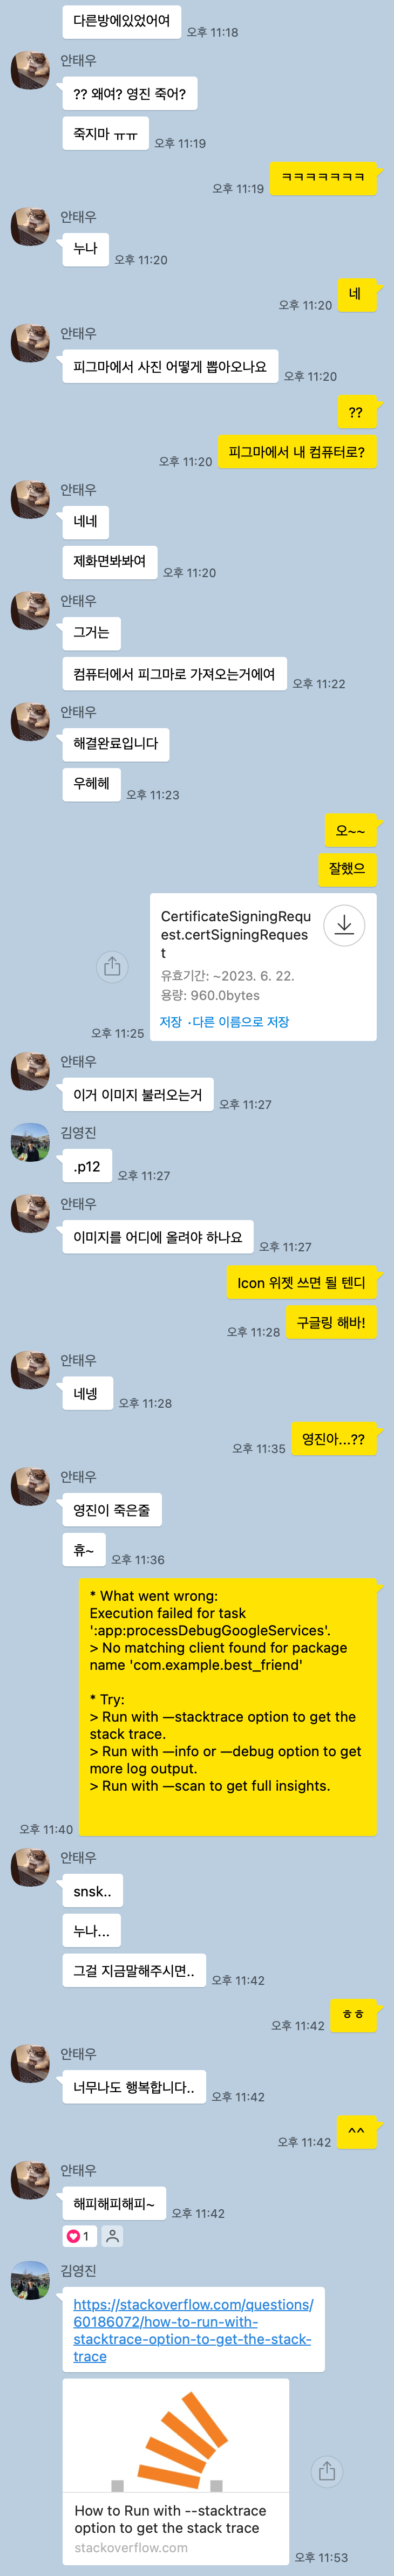 다른방에있었어여
오후 11:18
안태우
?? 왜여? 영진 죽어?
죽지마 ㅠㅠ
오후 11:19
ㅋㅋㅋㅋㅋㅋㅋ
오후 11:19
안태우
누나
오후 11:20
네
오후 11:20
안태우
피그마에서 사진 어떻게 뽑아오나요
오후 11:20
??
피그마에서 내 컴퓨터로?
오후 11:20
안태우
네네
제화면봐봐여
오후 11:20
안태우
그거는
컴퓨터에서 피그마로 가져오는거에여
오후 11:22
안태우
해결완료입니다
우헤헤
오후 11:23
오~~
잘했으
CertificateSigningRequ
est.certSigningReques
t
유효기간: ~2023. 6. 22.
용량: 960.0bytes
저장 ·다른 이름으로 저장
오후 11:25
안태우
이거 이미지 불러오는거
오후 11:27
김영진
.p12
오후 11:27
안태우
이미지를 어디에 올려야 하나요
오후 11:27
Icon 위젯 쓰면 될 텐디
구글링 해바!
오후 11:28
안태우
네넹
오후 11:28
영진아...??
오후 11:35
안태우
영진이 죽은줄
휴~
오후 11:36
* What went wrong:
Execution failed for task
':app:processDebugGoogleServices'.
> No matching client found for package
name 'com.example.best_friend'
* Try:
> Run with —stacktrace option to get the
stack trace.
> Run with —info or —debug option to get
more log output.
> Run with —scan to get full insights.
오후 11:40
안태우
snsk..
누나...
그걸 지금말해주시면..
오후 11:42
ㅎㅎ
오후 11:42
안태우
너무나도 행복합니다..
오후 11:42
^^
오후 11:42
안태우
해피해피해피~
오후 11:42
1
김영진
https://stackoverflow.com/questions/
60186072/how-to-run-with-
stacktrace-option-to-get-the-stack-
trace
How to Run with --stacktrace
option to get the stack trace
stackoverflow.com
오후 11:53